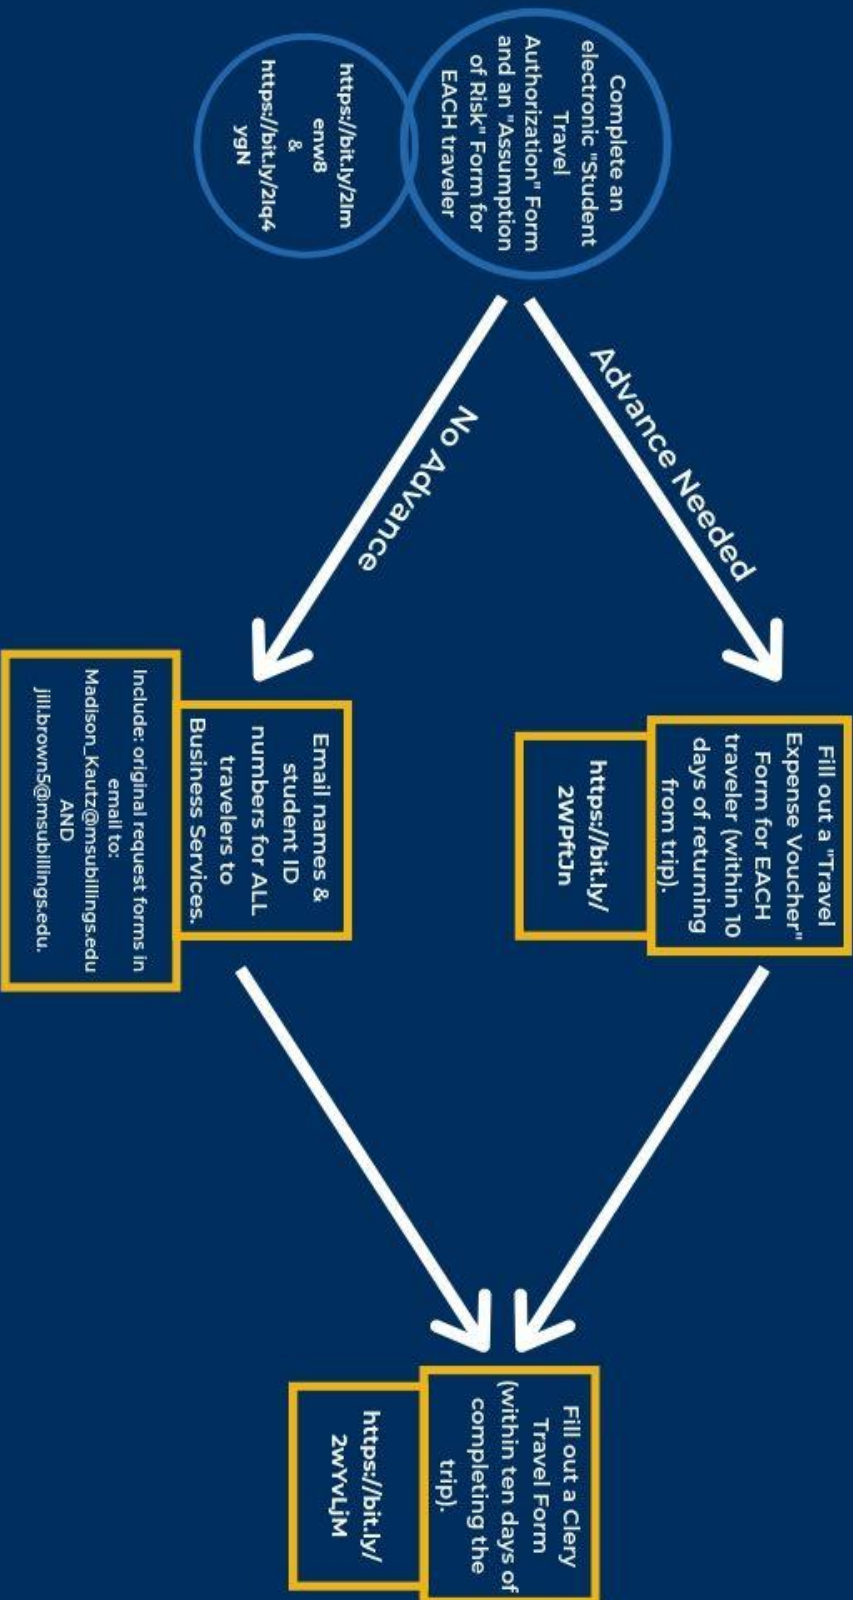 Complete an
electronic "Student
Travel
Authorization" Form
and an "Assumption
of Risk" Form for
EACH traveler
https://bit.ly/2Im
enw8
&
https://bit.ly/2Iq4
ygN
Advance Needed
No Advance
Fill out a "Travel
Expense Voucher"
Form for EACH
traveler (within 10
days of returning
from trip).
https://bit.ly/
2WPftJn
Email names &
student ID
numbers for ALL
travelers to
Business Services.
Include: original request forms in
email to:
Madison_Kautz@msubillings.edu
AND
jill.brown5@msubillings.edu.
Fill out a Clery
Travel Form
(within ten days of
completing the
trip).
https://bit.ly/
2wYvLjM